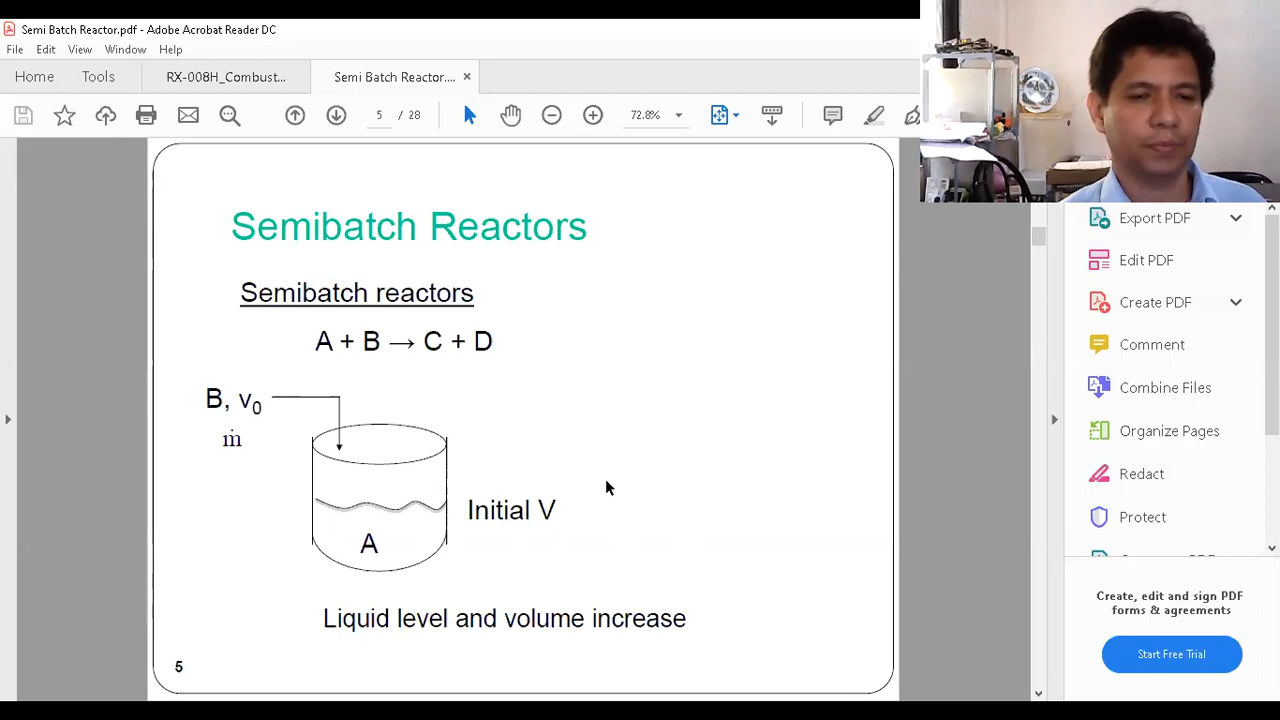 Semi Batch Reactor.pdf - Adobe Acrobat Reader DC
File Edit View Window Help
Home Tools RX-008H_Combust... Semi Batch Reactor.... ×
5 / 28 72.8%
Semibatch Reactors
Semibatch reactors
A + B → C + D
B, v₀
ṁ
Initial V
A
Liquid level and volume increase
5
Export PDF
Edit PDF
Create PDF
Comment
Combine Files
Organize Pages
Redact
Protect
Create, edit and sign PDF
forms & agreements
Start Free Trial